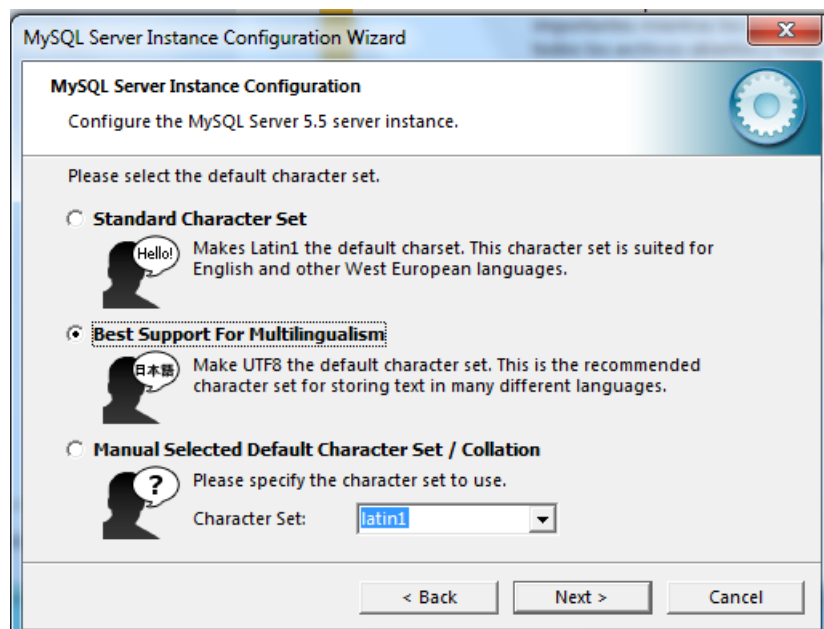 MySQL Server Instance Configuration Wizard
MySQL Server Instance Configuration
Configure the MySQL Server 5.5 server instance.
Please select the default character set.
Standard Character Set
Hello!
Makes Latin1 the default charset. This character set is suited for
English and other West European languages.
Best Support For Multilingualism
日本語
Make UTF8 the default character set. This is the recommended
character set for storing text in many different languages.
Manual Selected Default Character Set / Collation
?
Please specify the character set to use.
Character Set:
latin1
< Back
Next >
Cancel